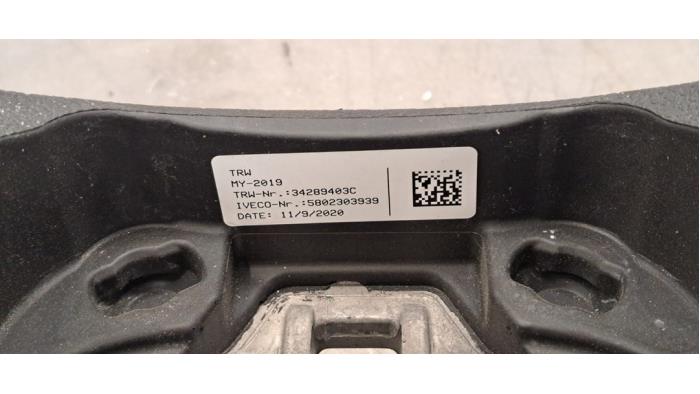 TRW
MY-2019
TRW-Nr.:34289403C
IVECO-Nr.:5802303939
DATE: 11/9/2020